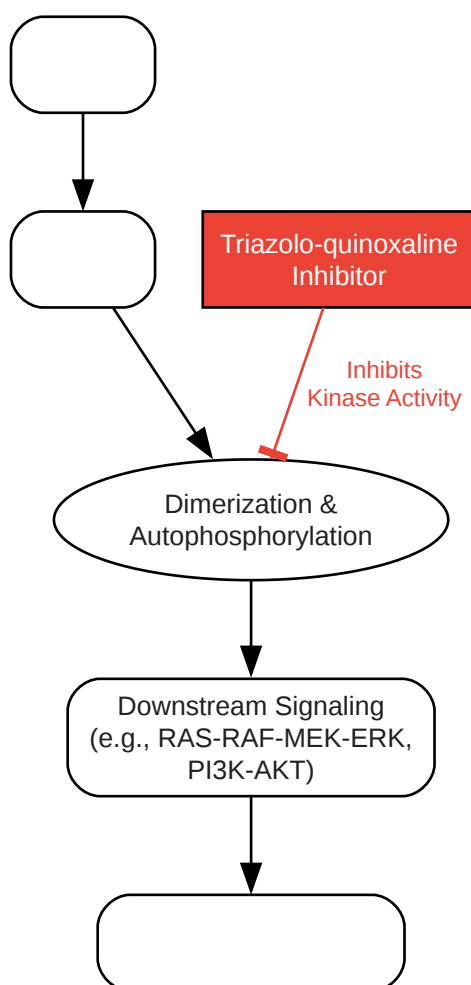 Triazolo-quinoxaline
Inhibitor
Inhibits
Kinase Activity
Dimerization &
Autophosphorylation
Downstream Signaling
(e.g., RAS-RAF-MEK-ERK,
PI3K-AKT)